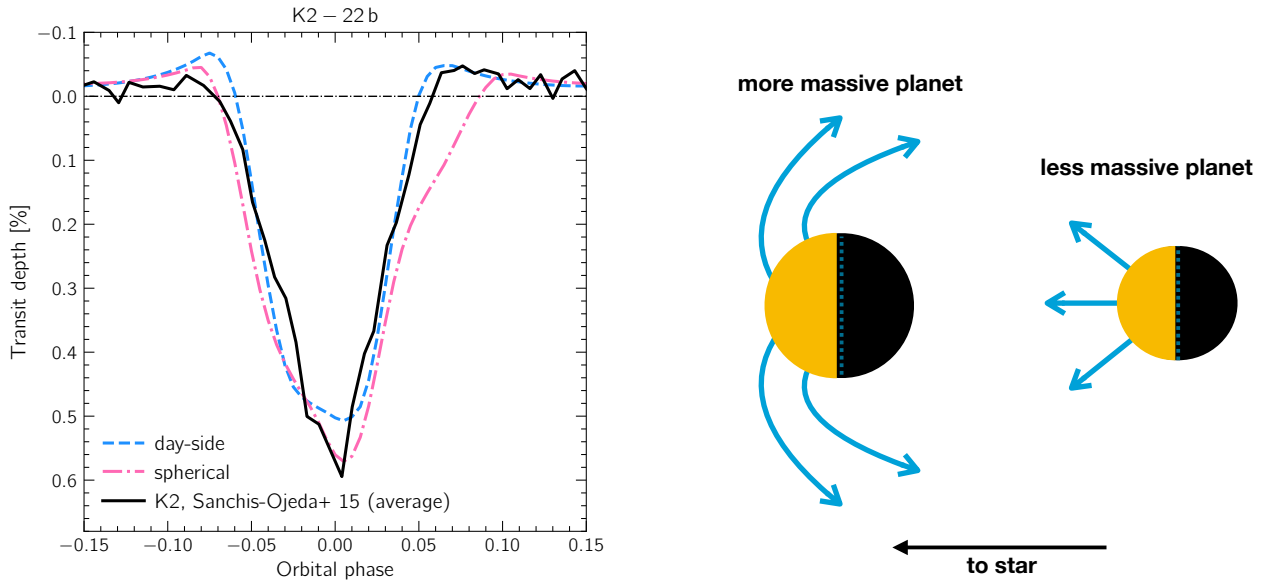 K2 − 22 b
−0.1
0.0
0.1
0.2
0.3
0.4
0.5
0.6
Transit depth [%]
day-side
spherical
K2, Sanchis-Ojeda+ 15 (average)
−0.15
−0.10
−0.05
0.00
0.05
0.10
0.15
Orbital phase
more massive planet
less massive planet
to star